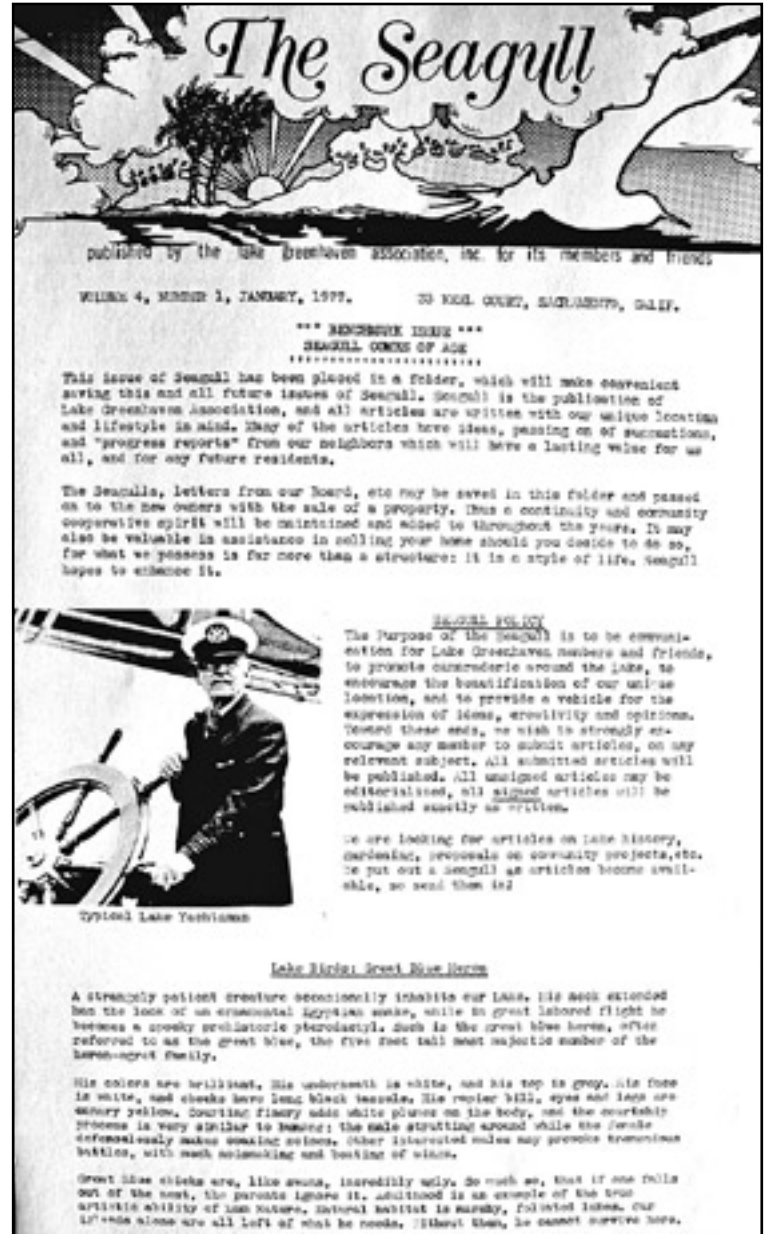 The Seagull
published by the lake greenhaven association, inc. for its members and friends
VOLUME 4, NUMBER 1, JANUARY, COURT, SACRAMENTO, CALIF.
*** BENCHMARK ISSUE ***
SEAGULL COMES OF AGE
This issue of Seagull has been placed in a folder, which will make convenient
saving this and all future issues of Seagull. Seagull is the publication of
Lake Greenhaven Association, and all articles are written with our unique location
and lifestyle in mind. Many of the articles have ideas, passing on of suggestions,
and "progress reports" from our neighbors which will have a lasting value for us
all, and for any future residents.
The Seagulls, letters from our Board, etc may be saved in this folder and passed
on to the new owners with the sale of a property. Thus a continuity and community
cooperative spirit will be maintained and added to throughout the years. It may
also be valuable in assistance in selling your home should you decide to do so,
for what we possess is far more than a structure: it is a style of life. Seagull
hopes to enhance it.
SEAGULL POLICY
The Purpose of the Seagull is to be communi-
cation for Lake Greenhaven members and friends,
to promote camaraderie around the Lake, to
encourage the beautification of our unique
location, and to provide a vehicle for the
expression of ideas, creativity and opinions.
Toward these ends, we wish to strongly en-
courage any member to submit articles, on any
relevant subject. All submitted articles will
be published. All unsigned articles may be
editorialized, all signed articles will be
published exactly as written.
We are looking for articles on Lake history,
gardening, proposals on community projects,etc.
We put out a Seagull as articles become avail-
able, so send them in!
Typical Lake Yachtsman
Lake Birds: Great Blue Heron
A strangely patient creature occasionally inhabits our Lake. His neck extended
has the look of an ornamental Egyptian snake, while in great labored flight he
becomes a spooky prehistoric pterodactyl. Such is the great blue heron, often
referred to as the great blue, the five foot tall most majestic member of the
heron-egret family.
His colors are brilliant. His underneath is white, and his top is grey. His face
is white, and cheeks have long black tassels. His rapier bill, eyes and legs are
canary yellow. Courting finery adds white plumes on the body, and the courtship
process is very similar to humans: the male strutting around while the female
defenselessly makes cooing noises. Other interested males may provoke
battles, with much noisemaking and beating of wings.
Great blue chicks are, like swans, incredibly ugly. So much so, that if one falls
out of the nest, the parents ignore it. Adulthood is an example of the true
artistic ability of Nature. Natural habitat is marshy, foliated lakes. Our
islands alone are all left of what he needs. Without them, he cannot survive here.